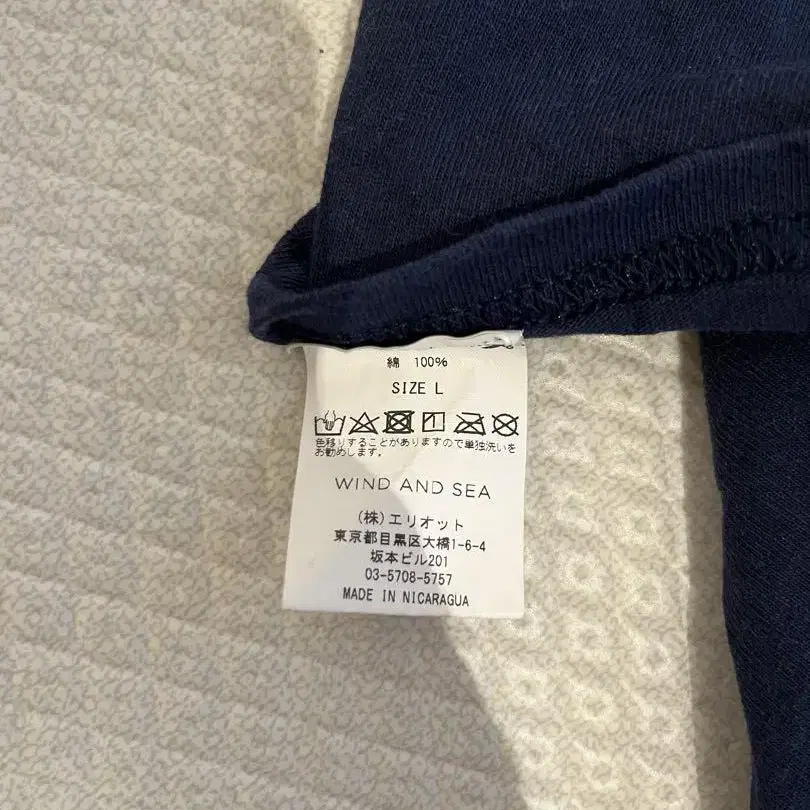 綿 100%
SIZE L
色移りすることがありますので単独洗いを
お勧めします。
WIND AND SEA
(株)エリオット
東京都目黒区大橋1-6-4
坂本ビル201
03-5708-5757
MADE IN NICARAGUA